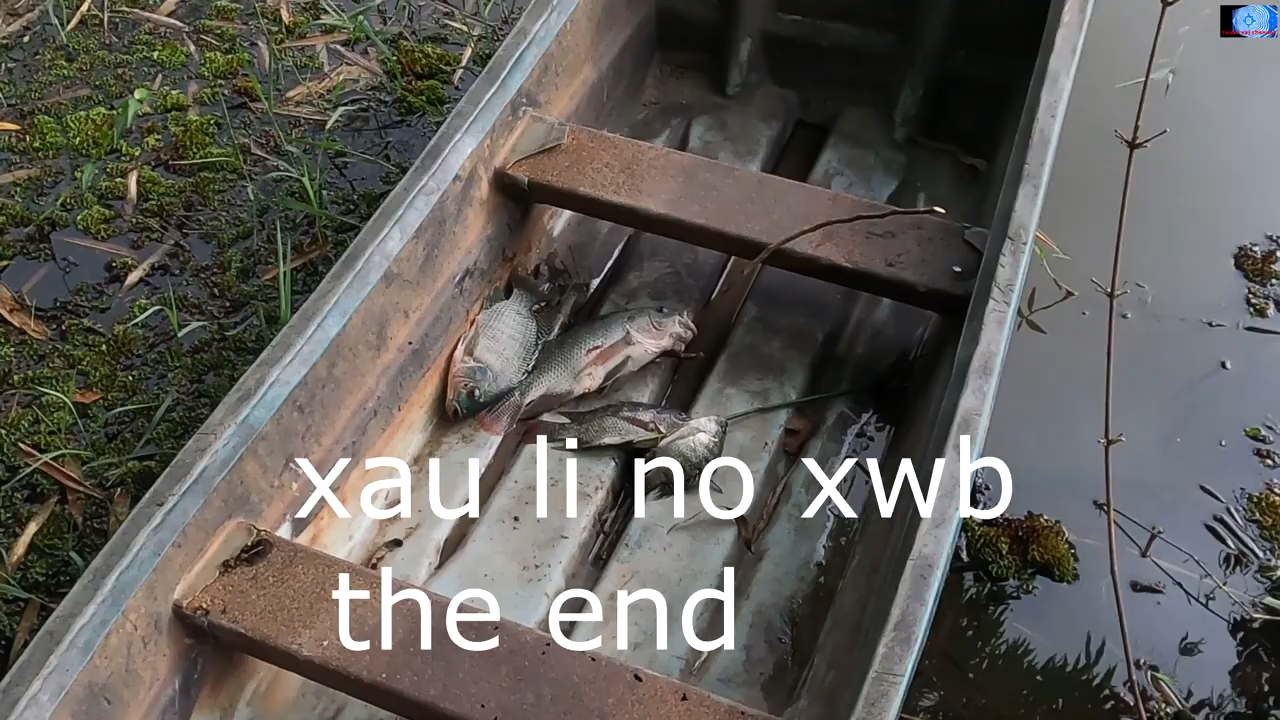 xau li no xwb
the end